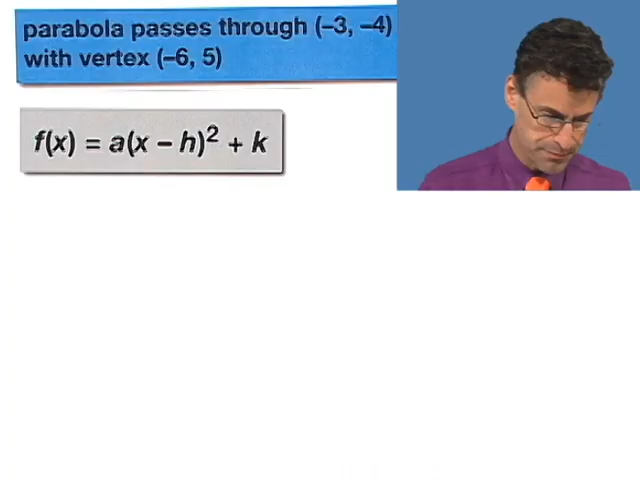 parabola passes through (–3, –4)
with vertex (–6, 5)
f(x) = a(x – h)² + k